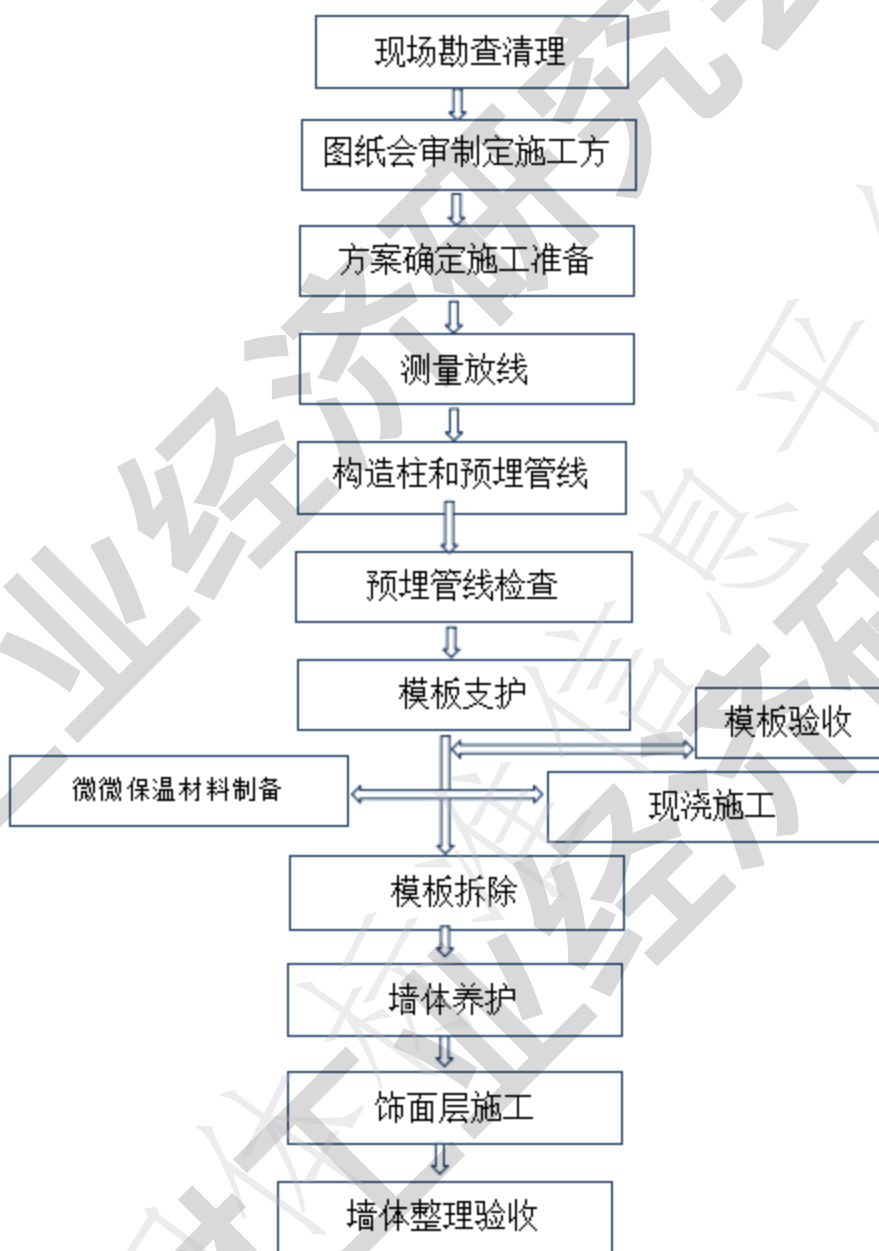 现场勘查清理
图纸会审制定施工方
方案确定施工准备
测量放线
构造柱和预埋管线
预埋管线检查
模板支护
模板验收
微微保温材料制备
现浇施工
模板拆除
墙体养护
饰面层施工
墙体整理验收